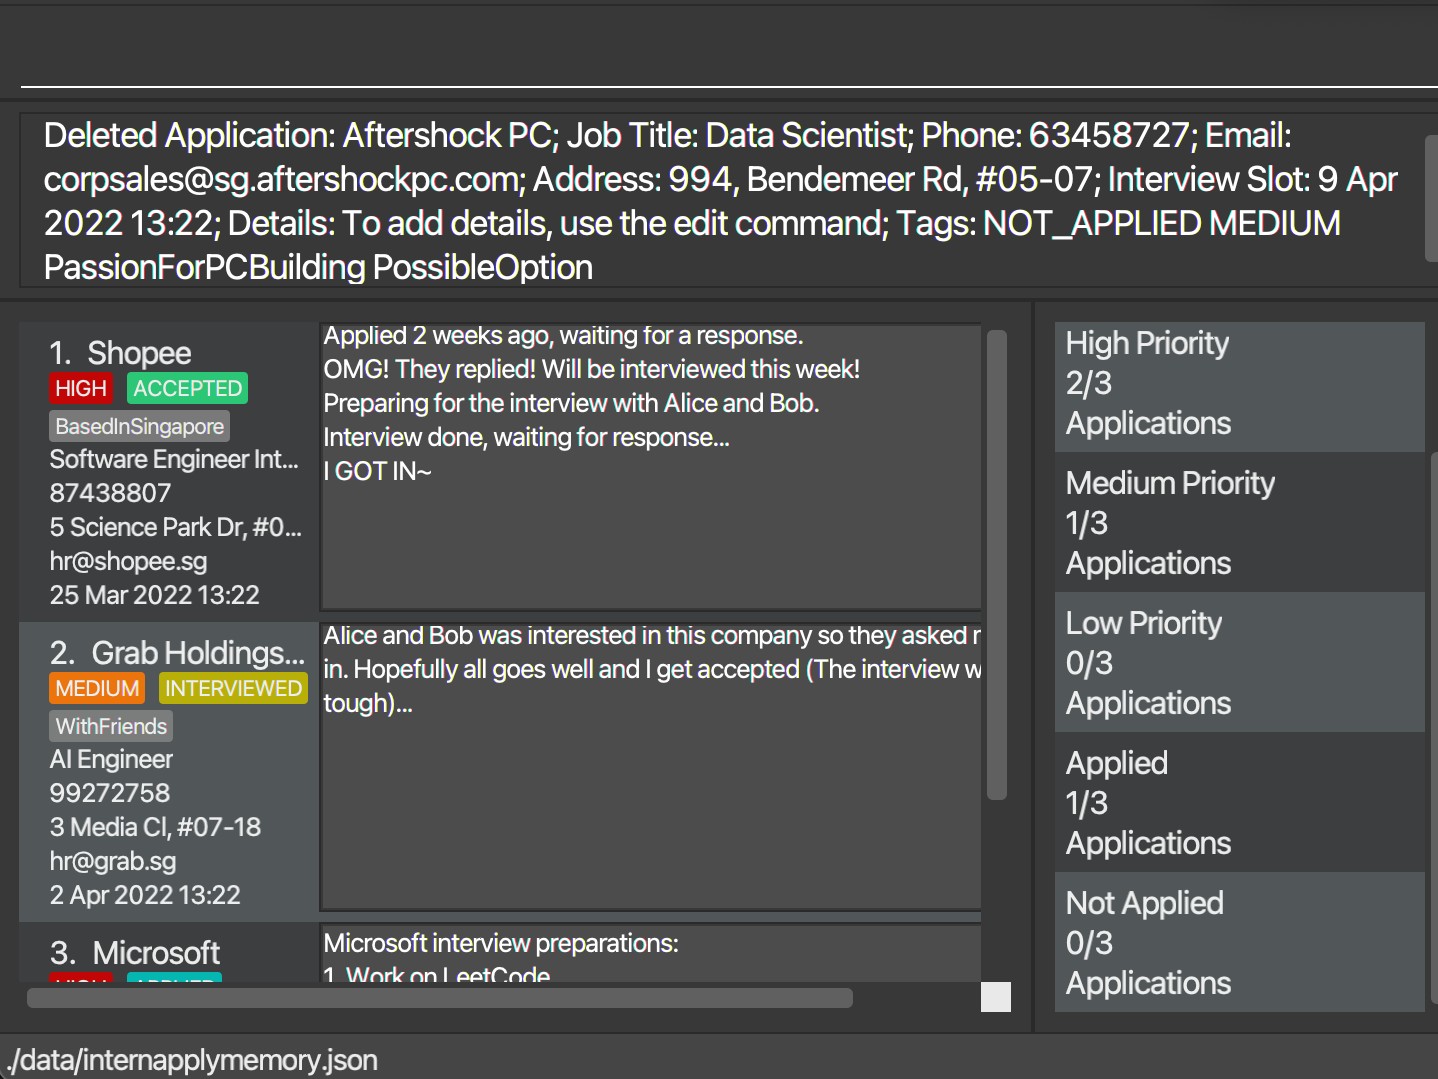 Deleted Application: Aftershock PC; Job Title: Data Scientist; Phone: 63458727; Email:
corpsales@sg.aftershockpc.com; Address: 994, Bendemeer Rd, #05-07; Interview Slot: 9 Apr
2022 13:22; Details: To add details, use the edit command; Tags: NOT_APPLIED MEDIUM
PassionForPCBuilding PossibleOption
1. Shopee
HIGH ACCEPTED
BasedInSingapore
Software Engineer Int...
87438807
5 Science Park Dr, #0...
hr@shopee.sg
25 Mar 2022 13:22
Applied 2 weeks ago, waiting for a response.
OMG! They replied! Will be interviewed this week!
Preparing for the interview with Alice and Bob.
Interview done, waiting for response...
I GOT IN~
2. Grab Holdings...
MEDIUM INTERVIEWED
WithFriends
AI Engineer
99272758
3 Media Cl, #07-18
hr@grab.sg
2 Apr 2022 13:22
Alice and Bob was interested in this company so they asked
in. Hopefully all goes well and I get accepted (The interview
tough)...
3. Microsoft
HIGH APPLIED
Microsoft interview preparations:
1. Work on LeetCode
High Priority
2/3
Applications
Medium Priority
1/3
Applications
Low Priority
0/3
Applications
Applied
1/3
Applications
Not Applied
0/3
Applications
./data/internapplymemory.json